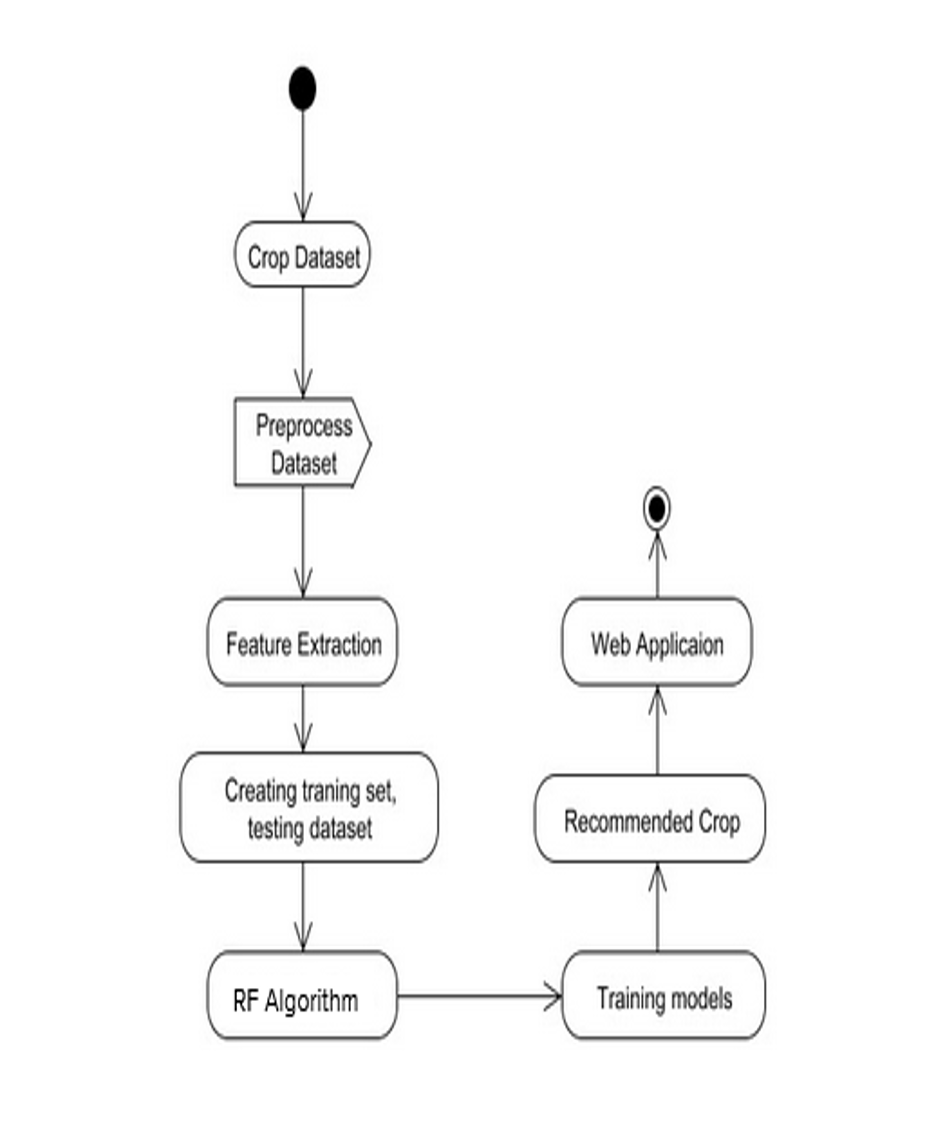 Crop Dataset
Preprocess
Dataset
Feature Extraction
Creating traning set,
testing dataset
RF Algorithm
Training models
Recommended Crop
Web Applicaion